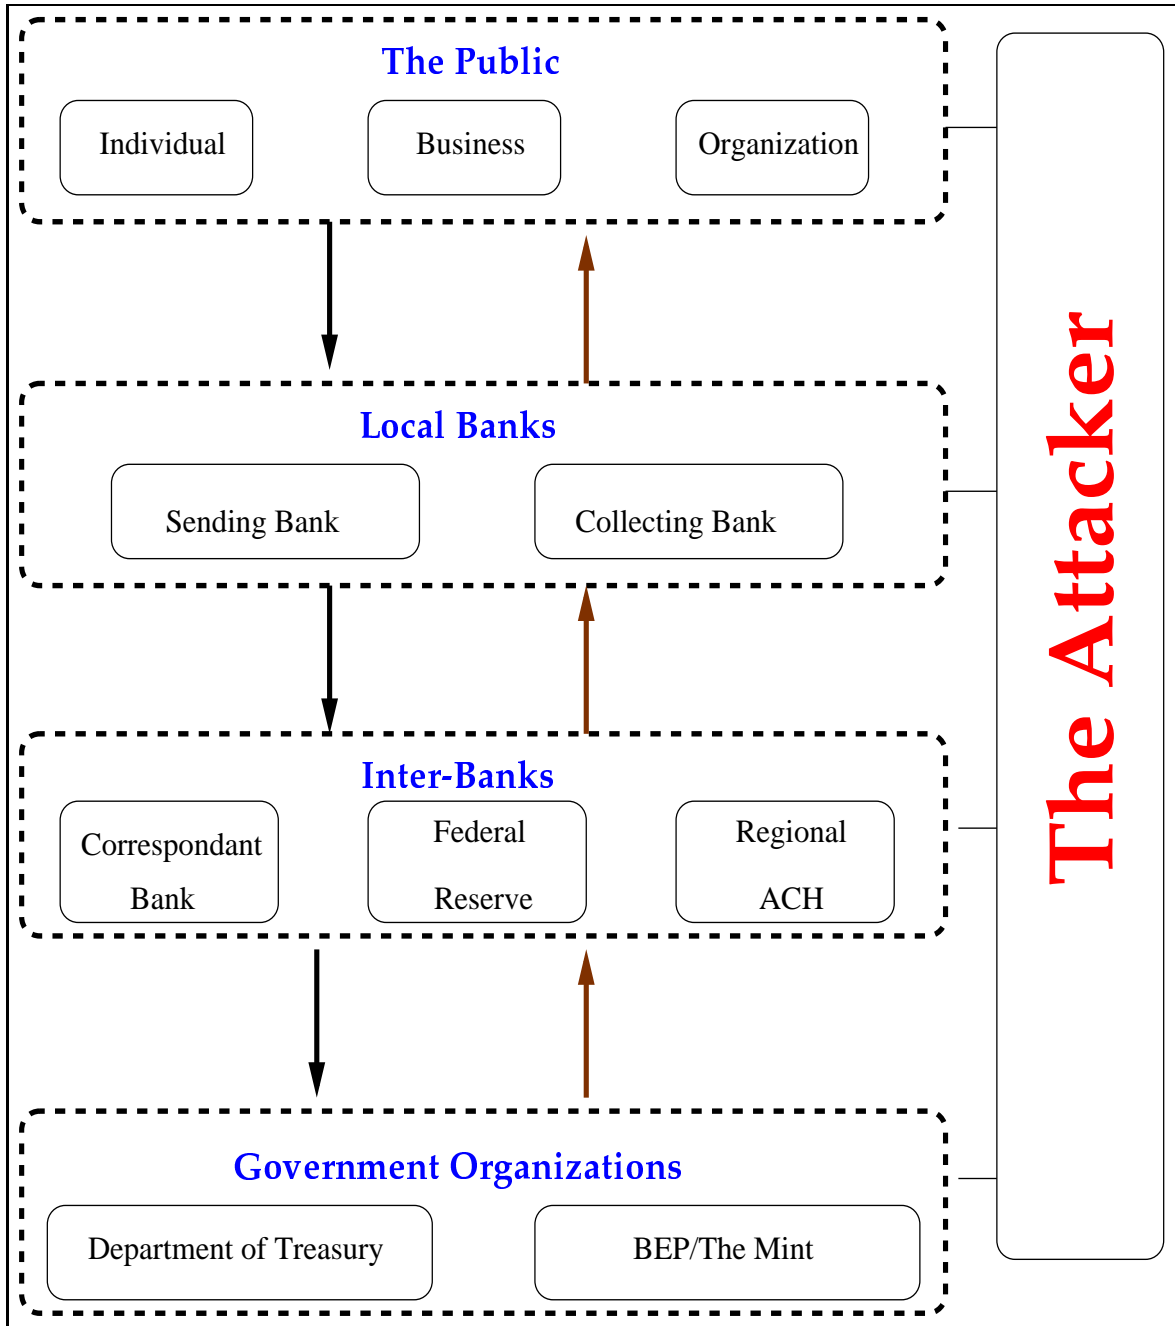 The Public
Individual
Business
Organization
Local Banks
Sending Bank
Collecting Bank
Inter-Banks
Correspondant
Bank
Federal
Reserve
Regional
ACH
Government Organizations
Department of Treasury
BEP/The Mint
The Attacker